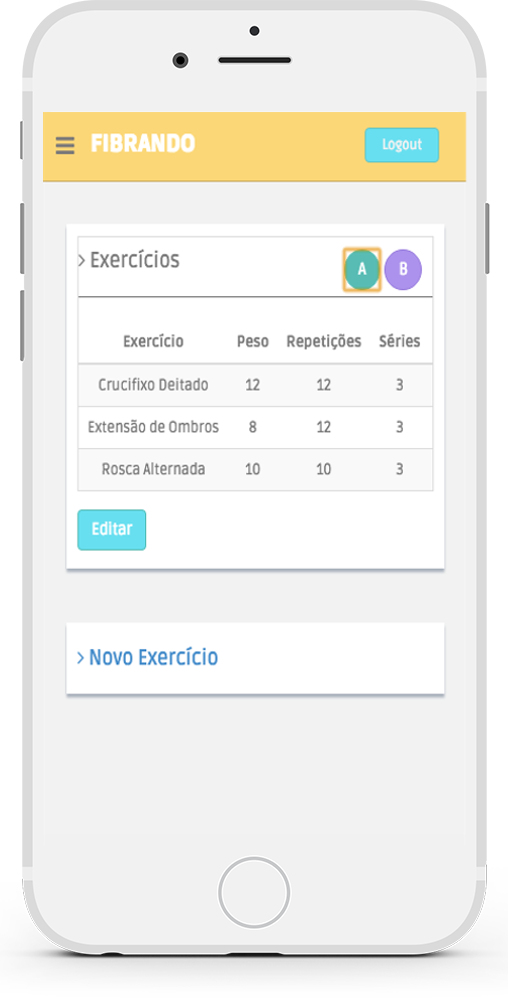 FIBRANDO Logout
Exercícios A B
Exercício Peso Repetições Séries
Crucifixo Deitado 12 12 3
Extensão de Ombros 8 12 3
Rosca Alternada 10 10 3
Editar
Novo Exercício